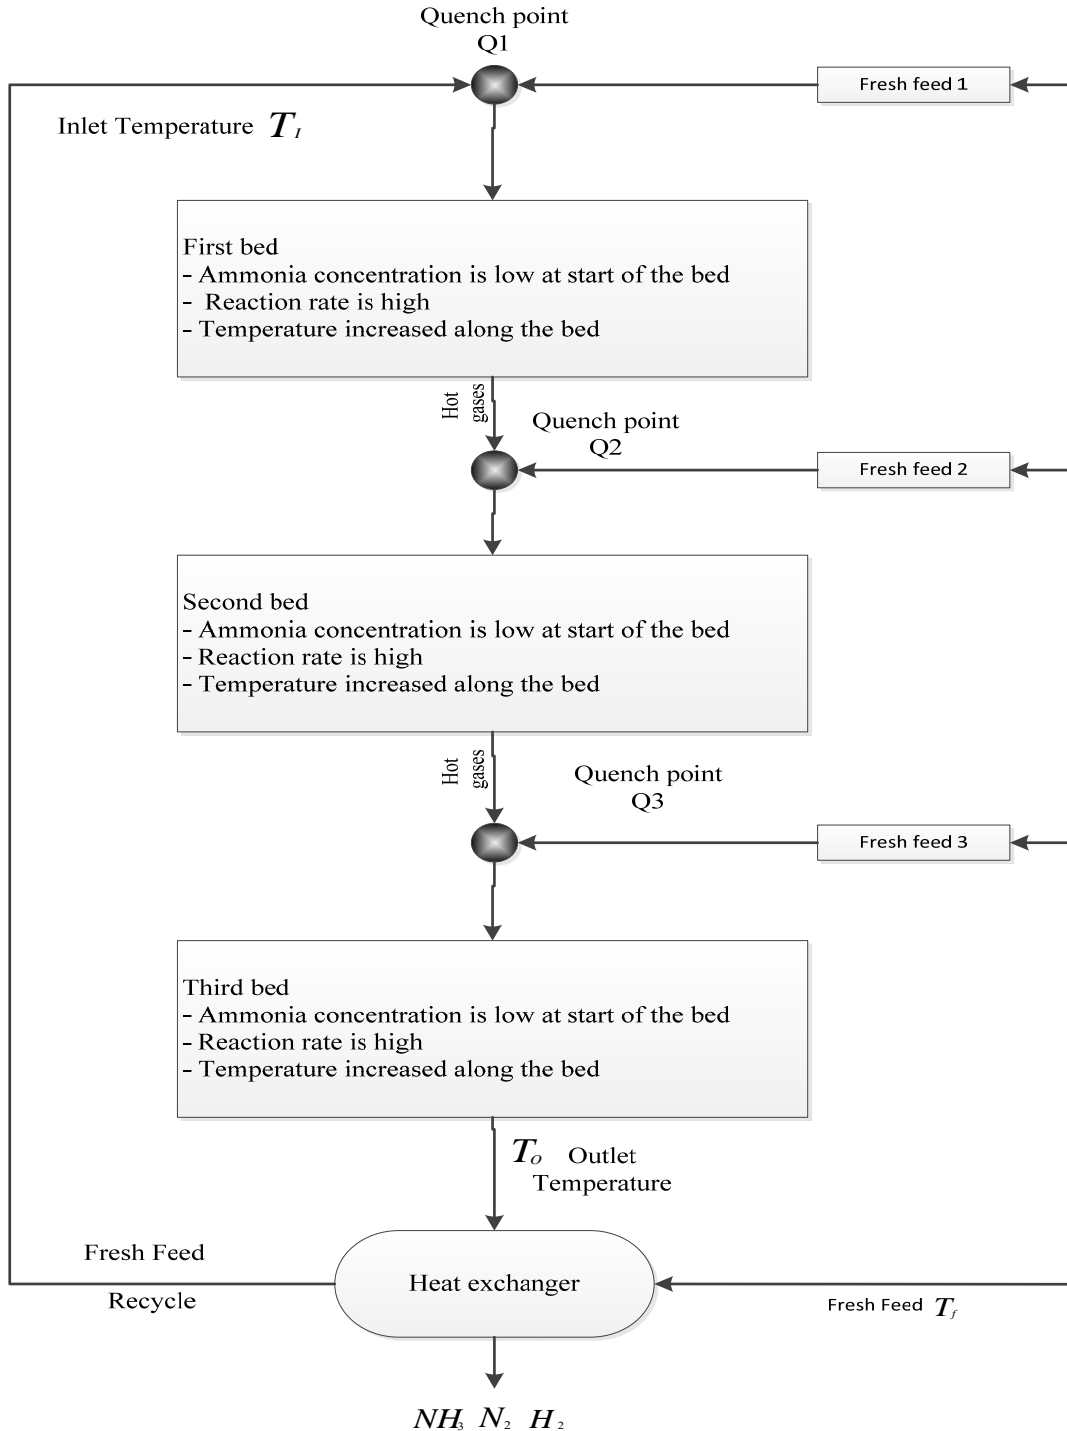 Quench point
Q1
Fresh feed 1
Inlet Temperature T_I
First bed
- Ammonia concentration is low at start of the bed
- Reaction rate is high
- Temperature increased along the bed
Hot
gases
Quench point
Q2
Fresh feed 2
Second bed
- Ammonia concentration is low at start of the bed
- Reaction rate is high
- Temperature increased along the bed
Hot
gases
Quench point
Q3
Fresh feed 3
Third bed
- Ammonia concentration is low at start of the bed
- Reaction rate is high
- Temperature increased along the bed
T_O Outlet
Temperature
Fresh Feed
Recycle
Heat exchanger
Fresh Feed T_f
NH₃ N₂ H₂